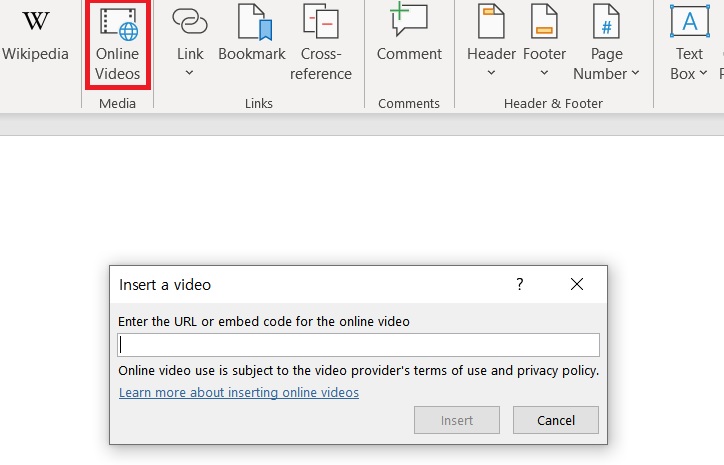 W
Wikipedia
Online
Videos
Media
Link
Bookmark
Cross-
reference
Links
Comment
Comments
Header
Footer
#
Page
Number
Header & Footer
A
Text
Box
Insert a video
?
Enter the URL or embed code for the online video
Online video use is subject to the video provider's terms of use and privacy policy.
Learn more about inserting online videos
Insert
Cancel